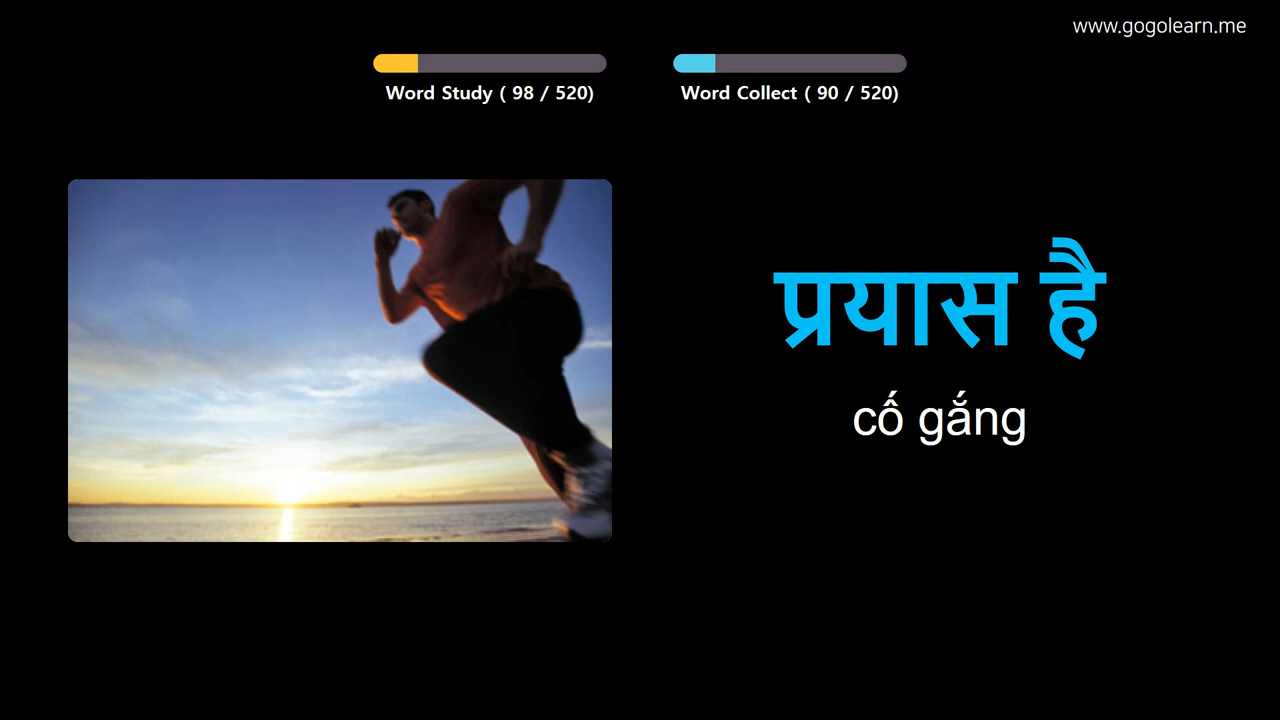 www.gogolearn.me
Word Study ( 98 / 520)
Word Collect ( 90 / 520)
प्रयास है
cố gắng